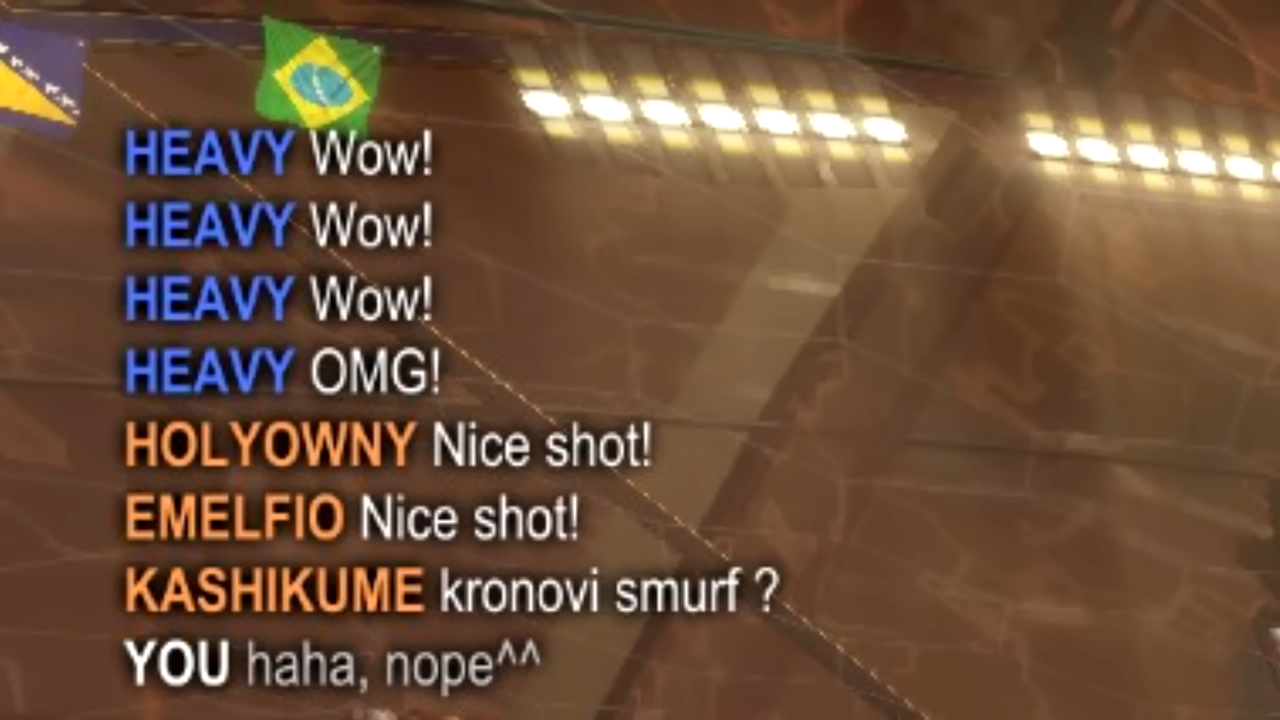 HEAVY Wow!
HEAVY Wow!
HEAVY Wow!
HEAVY OMG!
HOLYOWNY Nice shot!
EMELFIO Nice shot!
KASHIKUME kronovi smurf ?
YOU haha, nope^^